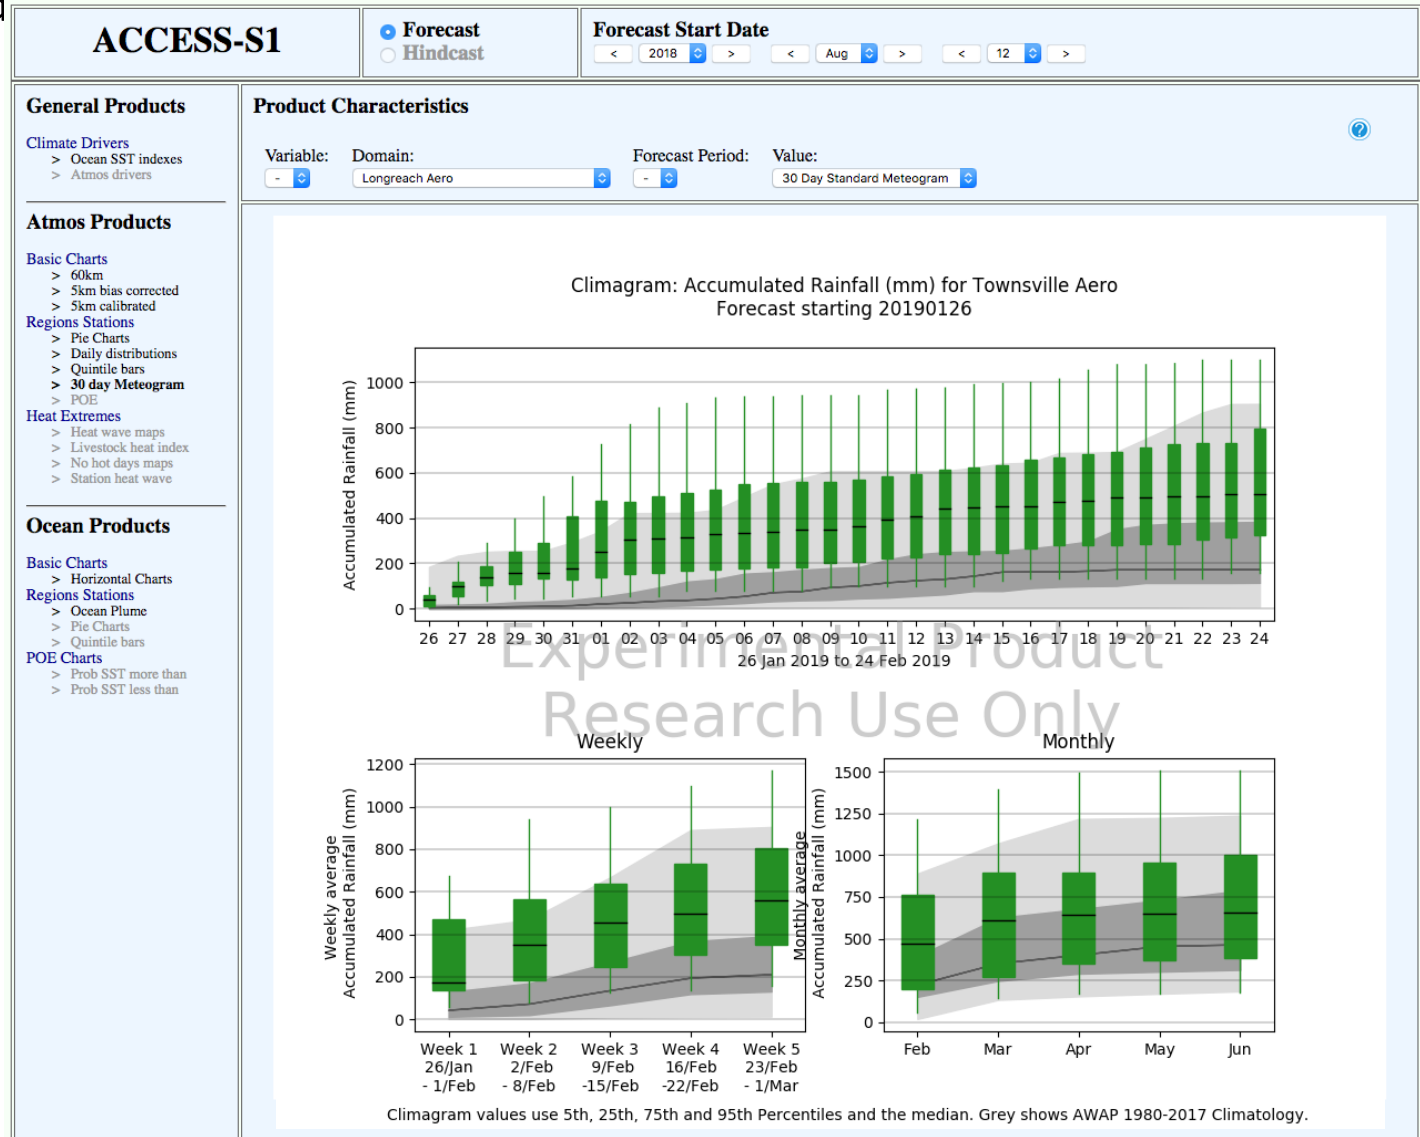 ACCESS-S1
Forecast
Hindcast
Forecast Start Date
< 2018 > < Aug > < 12 >
General Products
Climate Drivers
> Ocean SST indexes
> Atmos drivers
Atmos Products
Basic Charts
> 60km
> 5km bias corrected
> 5km calibrated
Regions Stations
> Pie Charts
> Daily distributions
> Quintile bars
> 30 day Meteogram
> POE
Heat Extremes
> Heat wave maps
> Livestock heat index
> No hot days maps
> Station heat wave
Ocean Products
Basic Charts
> Horizontal Charts
Regions Stations
> Ocean Plume
> Pie Charts
> Quintile bars
POE Charts
> Prob SST more than
> Prob SST less than
Product Characteristics
?
Variable: Domain: Forecast Period: Value:
- Longreach Aero - 30 Day Standard Meteogram
Climagram: Accumulated Rainfall (mm) for Townsville Aero
Forecast starting 20190126
Accumulated Rainfall (mm)
1000
800
600
400
200
0
26 27 28 29 30 31 01 02 03 04 05 06 07 08 09 10 11 12 13 14 15 16 17 18 19 20 21 22 23 24
26 Jan 2019 to 24 Feb 2019
Experimental Product
Research Use Only
Weekly
Weekly average
Accumulated Rainfall (mm)
1200
1000
800
600
400
200
0
Week 1 Week 2 Week 3 Week 4 Week 5
26/Jan 2/Feb 9/Feb 16/Feb 23/Feb
- 1/Feb - 8/Feb -15/Feb -22/Feb - 1/Mar
Monthly
Monthly average
Accumulated Rainfall (mm)
1500
1250
1000
750
500
250
0
Feb Mar Apr May Jun
Climagram values use 5th, 25th, 75th and 95th Percentiles and the median. Grey shows AWAP 1980-2017 Climatology.